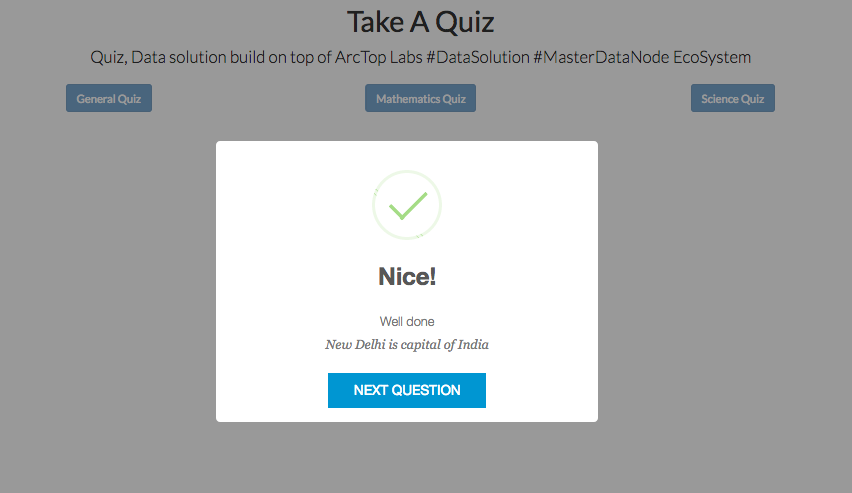 Take A Quiz
Quiz, Data solution build on top of ArcTop Labs #DataSolution #MasterDataNode EcoSystem
General Quiz Mathematics Quiz Science Quiz
Nice!
Well done
New Delhi is capital of India
NEXT QUESTION